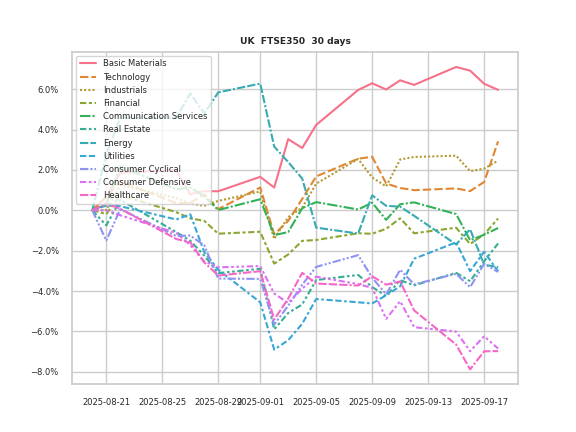 UK FTSE350 30 days
Basic Materials
Technology
Industrials
Financial
Communication Services
Real Estate
Energy
Utilities
Consumer Cyclical
Consumer Defensive
Healthcare
6.0%
4.0%
2.0%
0.0%
−2.0%
−4.0%
−6.0%
−8.0%
2025-08-21 2025-08-25 2025-08-29 2025-09-01 2025-09-05 2025-09-09 2025-09-13 2025-09-17